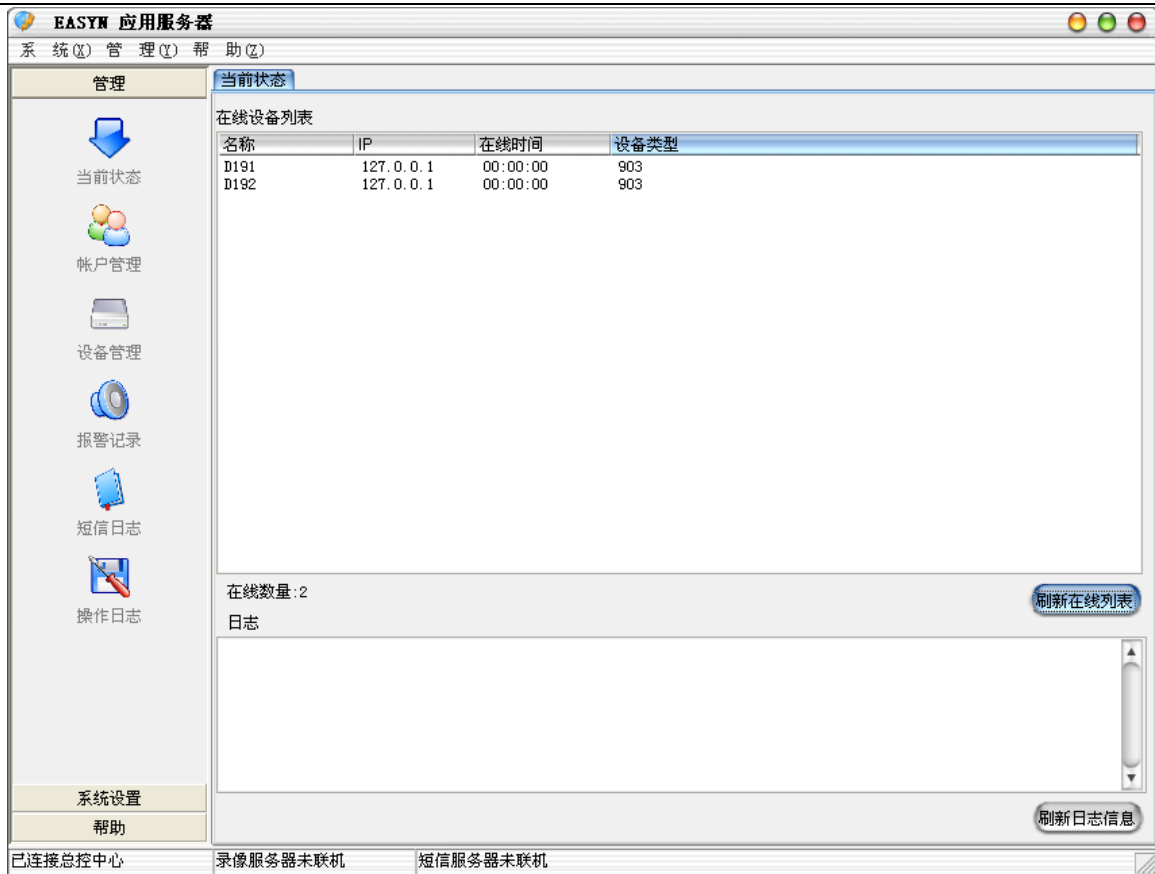 EASYN 应用服务器
系 统(X) 管 理(Y) 帮 助(Z)
管理
当前状态
帐户管理
设备管理
报警记录
短信日志
操作日志
系统设置
帮助
当前状态
在线设备列表
名称 IP 在线时间 设备类型
D191 127.0.0.1 00:00:00 903
D192 127.0.0.1 00:00:00 903
在线数量:2
刷新在线列表
日志
刷新日志信息
已连接总控中心 录像服务器未联机 短信服务器未联机